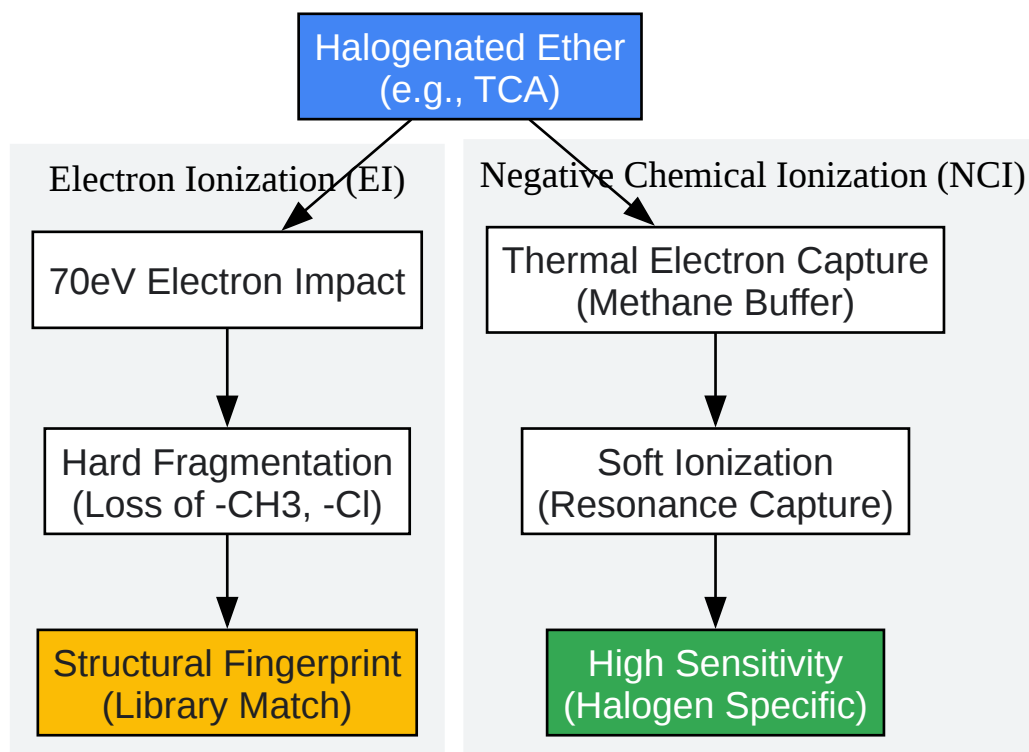 Halogenated Ether
(e.g., TCA)
Electron Ionization (EI)
70eV Electron Impact
Hard Fragmentation
(Loss of -CH3, -Cl)
Structural Fingerprint
(Library Match)
Negative Chemical Ionization (NCI)
Thermal Electron Capture
(Methane Buffer)
Soft Ionization
(Resonance Capture)
High Sensitivity
(Halogen Specific)